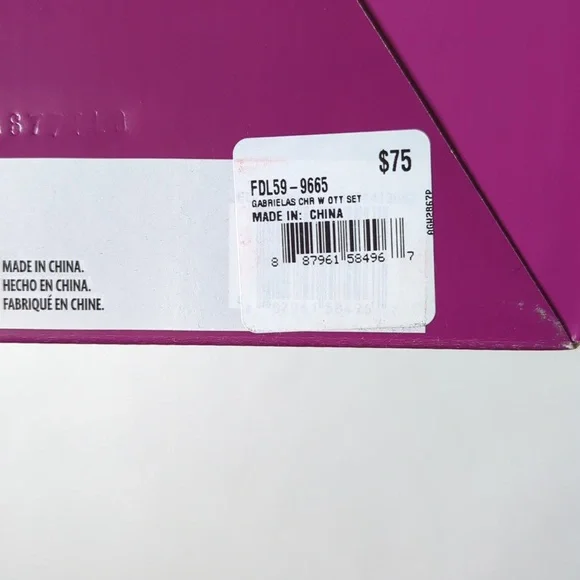 $75
FDL59-9665
GABRIELAS CHR W OTT SET
MADE IN: CHINA
8 87961 58496 7
AGW2867P
MADE IN CHINA.
HECHO EN CHINA.
FABRIQUÉ EN CHINE.